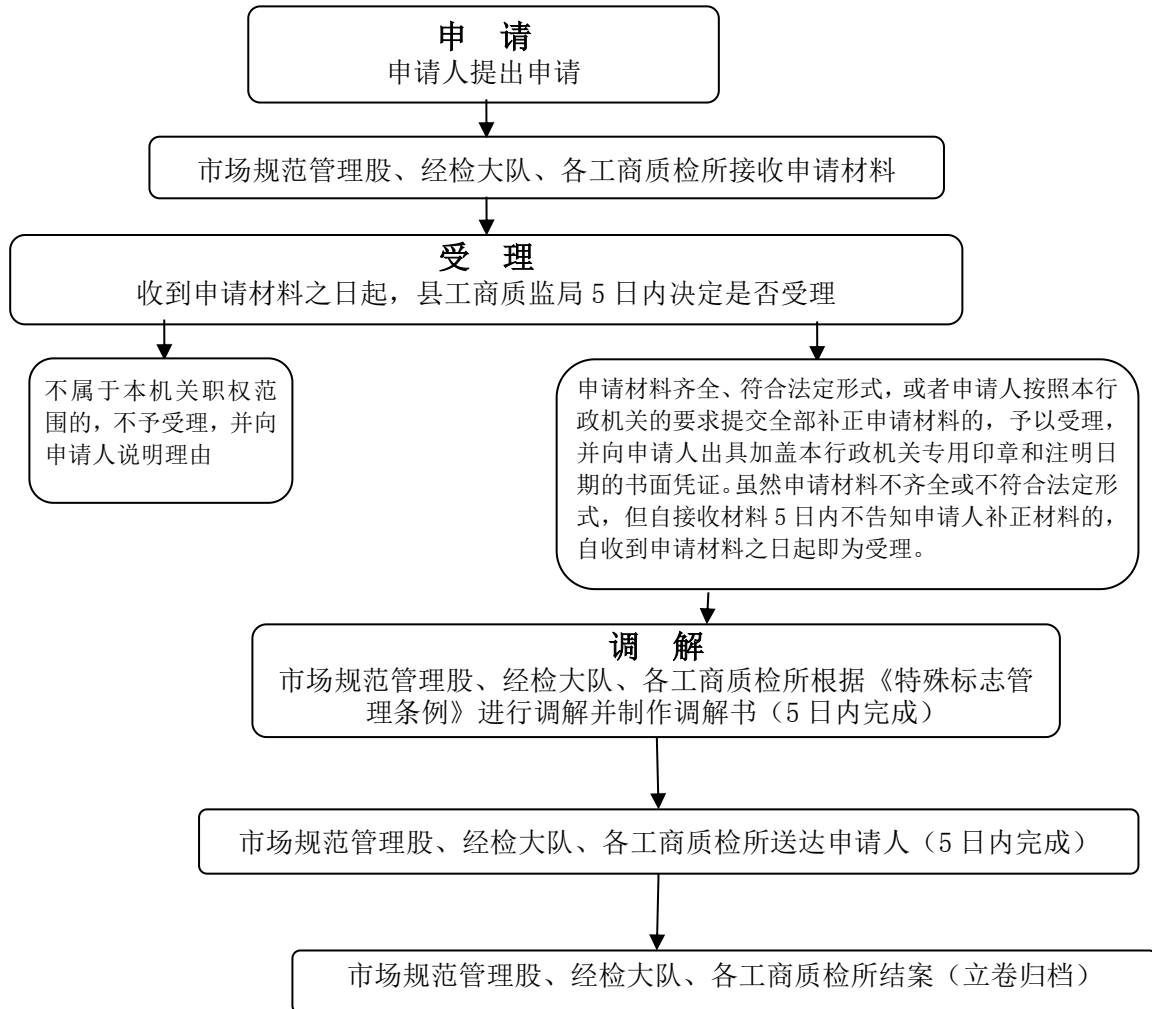 申 请
申请人提出申请
市场规范管理股、经检大队、各工商质检所接收申请材料
受 理
收到申请材料之日起，县工商质监局 5 日内决定是否受理
不属于本机关职权范
围的，不予受理，并向
申请人说明理由
申请材料齐全、符合法定形式，或者申请人按照本行
政机关的要求提交全部补正申请材料的，予以受理，
并向申请人出具加盖本行政机关专用印章和注明日
期的书面凭证。虽然申请材料不齐全或不符合法定形
式，但自接收材料 5 日内不告知申请人补正材料的，
自收到申请材料之日起即为受理。
调 解
市场规范管理股、经检大队、各工商质检所根据《特殊标志管
理条例》进行调解并制作调解书（5 日内完成）
市场规范管理股、经检大队、各工商质检所送达申请人（5 日内完成）
市场规范管理股、经检大队、各工商质检所结案（立卷归档）